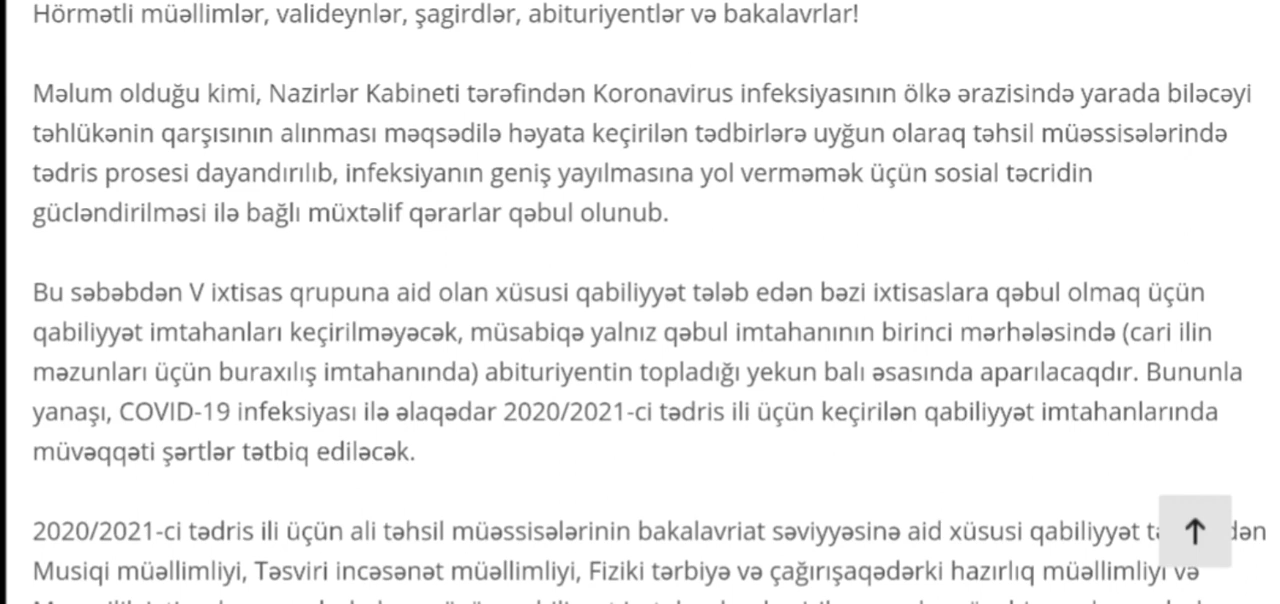 Hörmətli müəllimlər, valideynlər, şagirdlər, abituriyentlər və bakalavrlar!
Məlum olduğu kimi, Nazirlər Kabineti tərəfindən Koronavirus infeksiyasının ölkə ərazisində yarada biləcəyi
təhlükənin qarşısının alınması məqsədilə həyata keçirilən tədbirlərə uyğun olaraq təhsil müəssisələrində
tədris prosesi dayandırılıb, infeksiyanın geniş yayılmasına yol verməmək üçün sosial təcridin
gücləndirilməsi ilə bağlı müxtəlif qərarlar qəbul olunub.
Bu səbəbdən V ixtisas qrupuna aid olan xüsusi qabiliyyət tələb edən bəzi ixtisaslara qəbul olmaq üçün
qabiliyyət imtahanları keçirilməyəcək, müsabiqə yalnız qəbul imtahanının birinci mərhələsində (cari ilin
məzunları üçün buraxılış imtahanında) abituriyentin topladığı yekun balı əsasında aparılacaqdır. Bununla
yanaşı, COVID-19 infeksiyası ilə əlaqədar 2020/2021-ci tədris ili üçün keçirilən qabiliyyət imtahanlarında
müvəqqəti şərtlər tətbiq ediləcək.
2020/2021-ci tədris ili üçün ali təhsil müəssisələrinin bakalavriat səviyyəsinə aid xüsusi qabiliyyət
Musiqi müəllimliyi, Təsviri incəsənət müəllimliyi, Fiziki tərbiyə və çağırışaqədərki hazırlıq müəllimliyi və